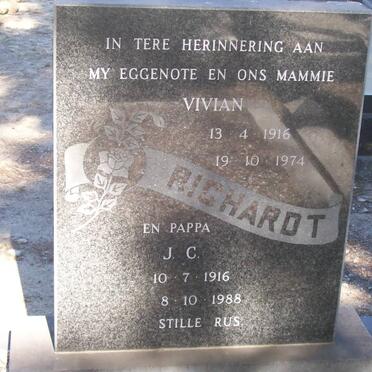 IN TERE HERINNERING AAN
MY EGGENOTE EN ONS MAMMIE
VIVIAN
13 4 1916
19 10 1974
RICHARDT
EN PAPPA
J. C.
10 - 7 - 1916
8 - 10 - 1988
STILLE RUS